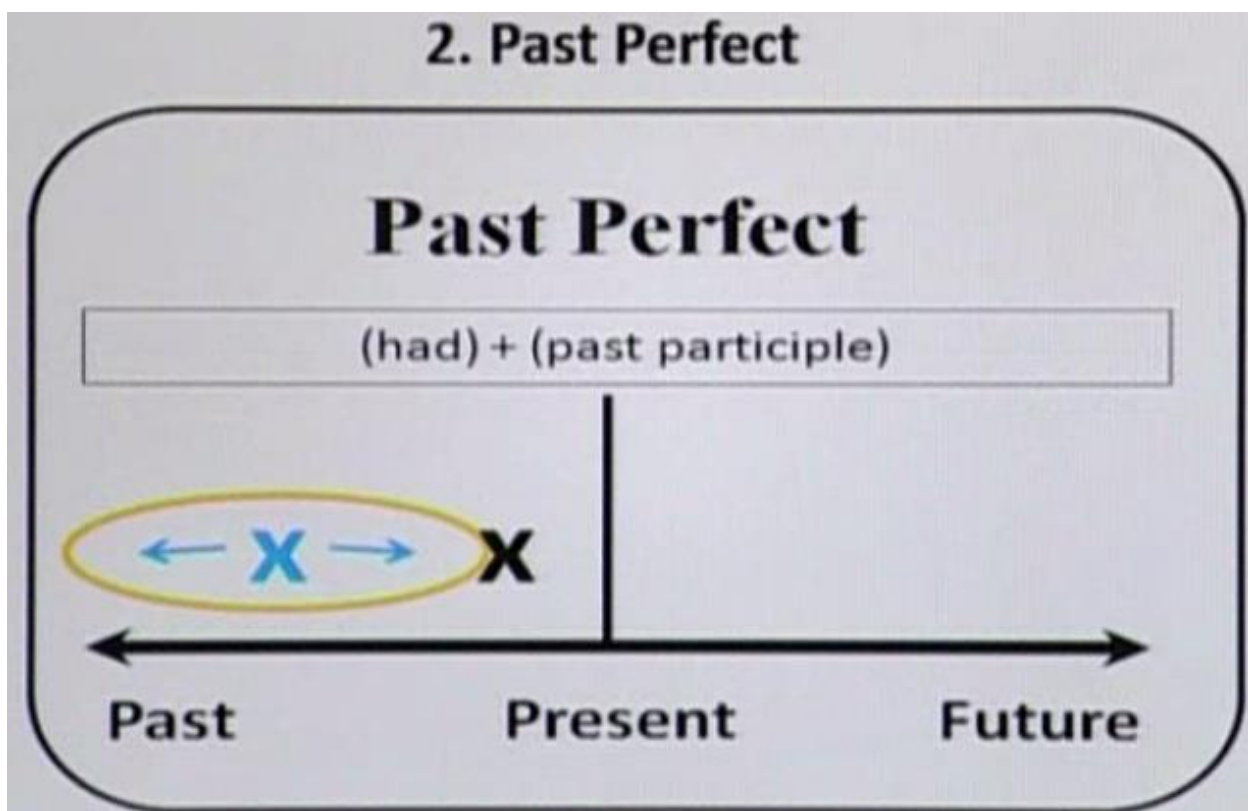 2. Past Perfect
Past Perfect
(had) + (past participle)
X X
Past Present Future